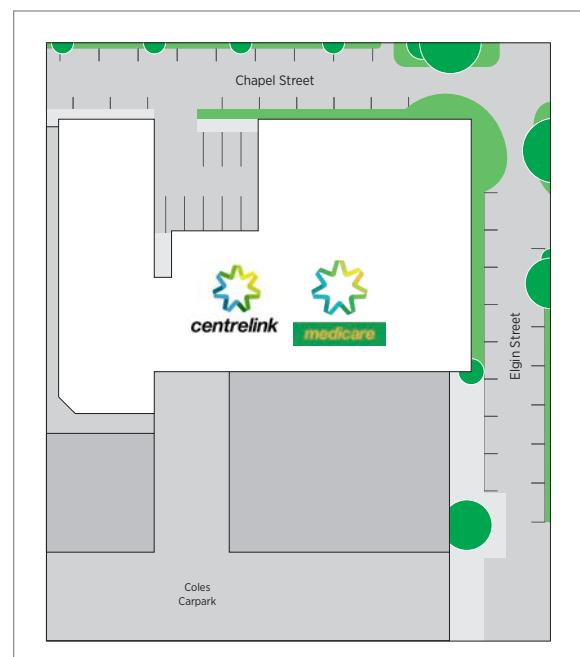 Chapel Street
centrelink
medicare
Elgin Street
Coles
Carpark